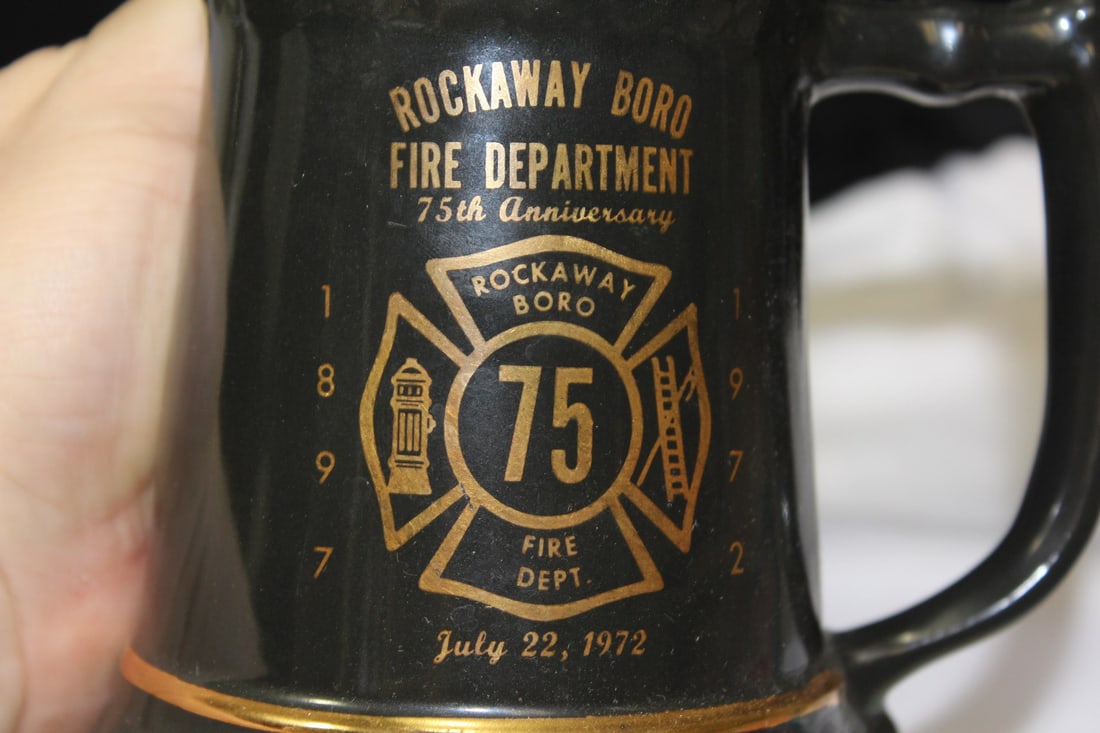 ROCKAWAY BORO
FIRE DEPARTMENT
75th Anniversary
ROCKAWAY
BORO
1
8
9
7
75
1
9
7
2
FIRE
DEPT.
July 22, 1972